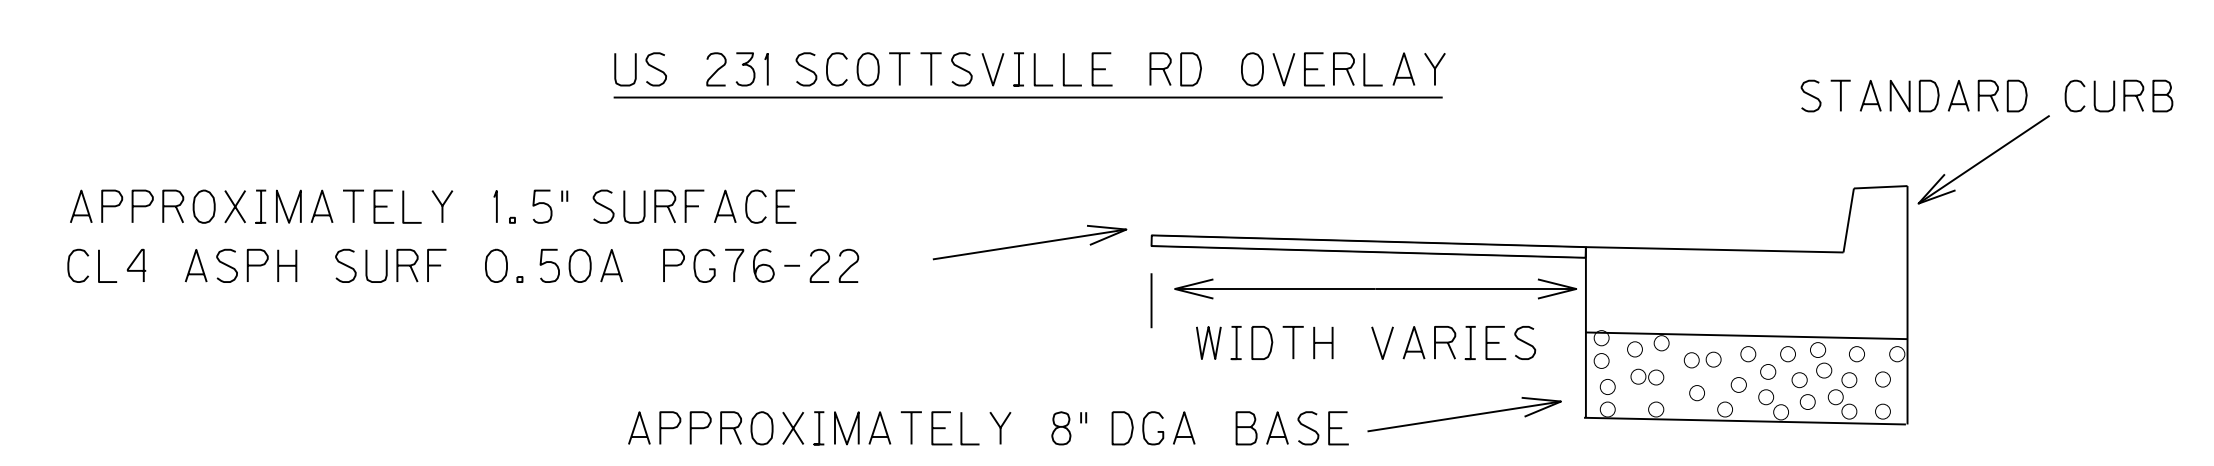 US 231 SCOTTSVILLE RD OVERLAY
STANDARD CURB
APPROXIMATELY 1.5" SURFACE
CL4 ASPH SURF 0.50A PG76-22
WIDTH VARIES
APPROXIMATELY 8" DGA BASE